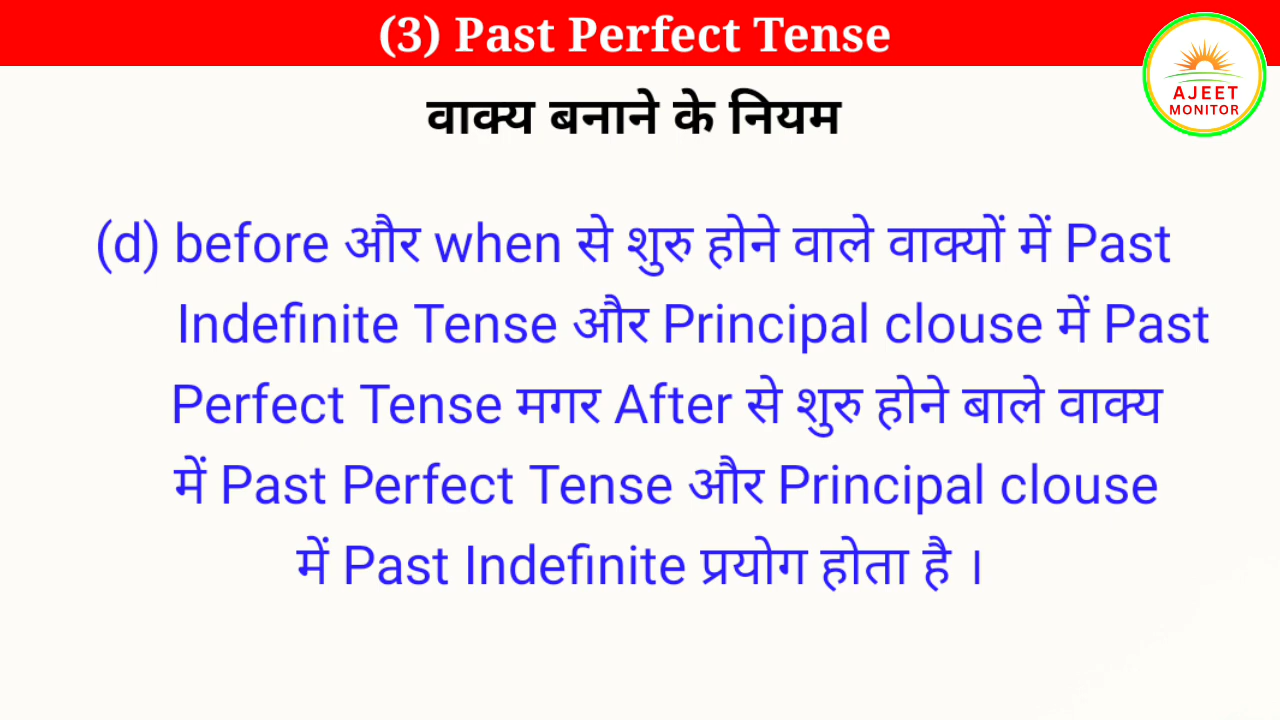 (3) Past Perfect Tense
AJEET
MONITOR
वाक्य बनाने के नियम
(d) before और when से शुरु होने वाले वाक्यों में Past
Indefinite Tense और Principal clouse में Past
Perfect Tense मगर After से शुरु होने बाले वाक्य
में Past Perfect Tense और Principal clouse
में Past Indefinite प्रयोग होता है ।